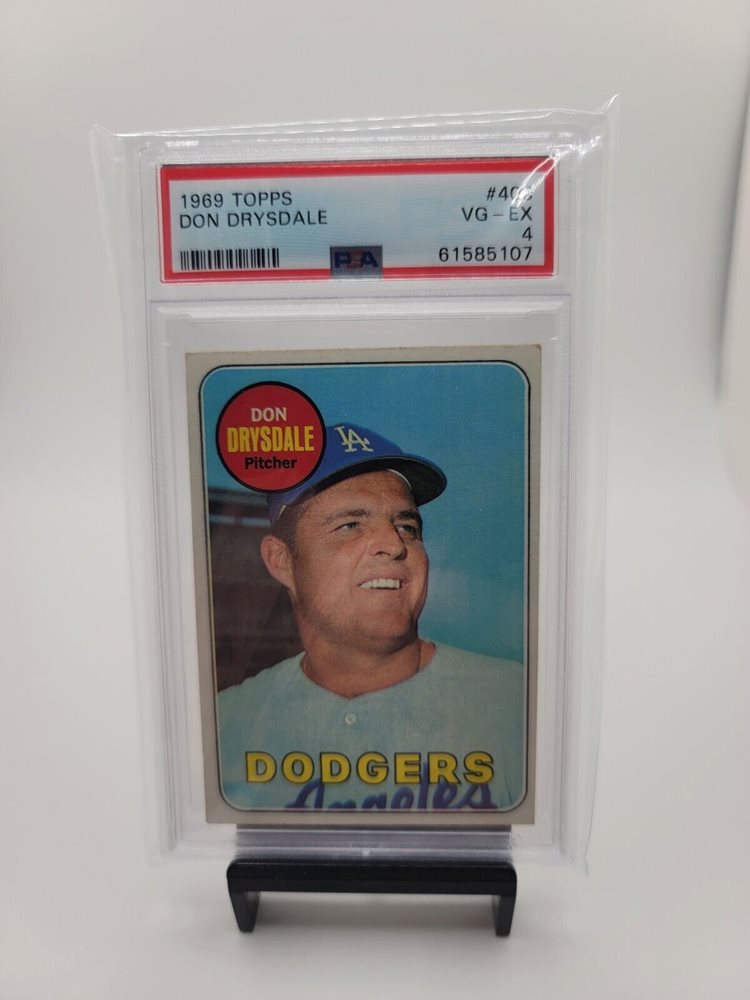 1969 TOPPS
DON DRYSDALE
VG - EX
4
PSA
61585107
DON
DRYSDALE
Pitcher
LA
DODGERS
Angeles